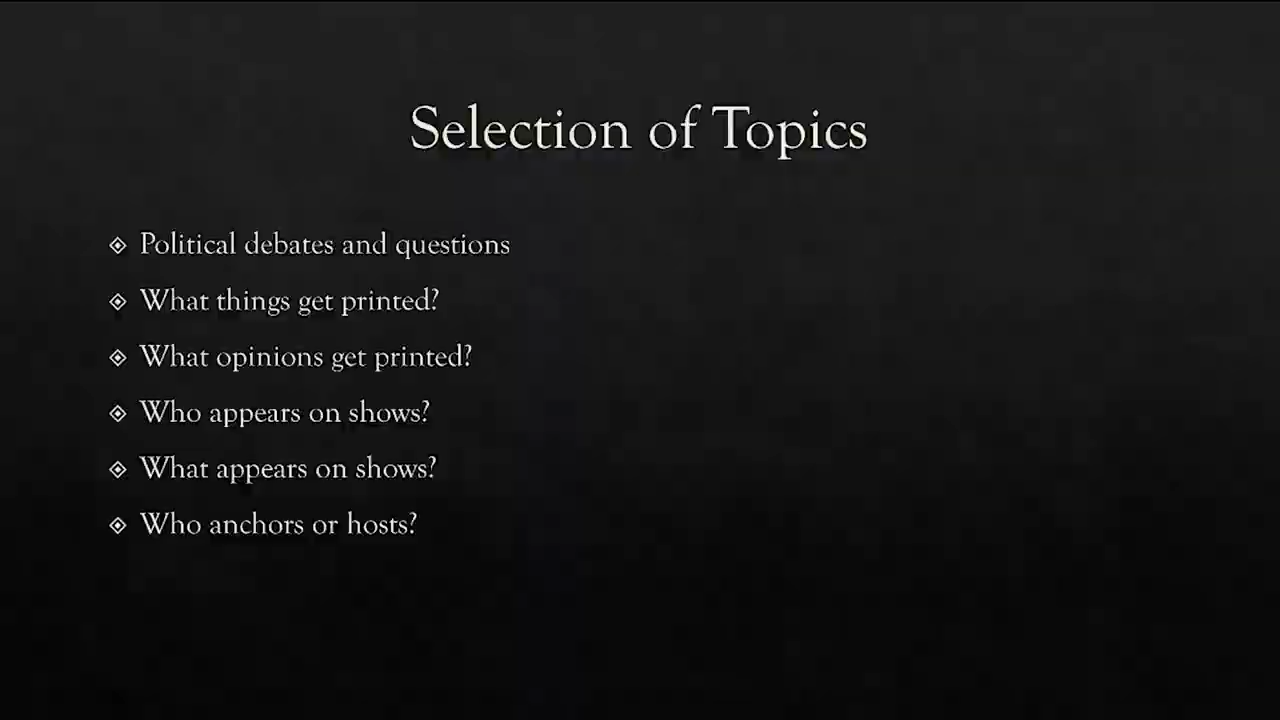 Selection of Topics
Political debates and questions
What things get printed?
What opinions get printed?
Who appears on shows?
What appears on shows?
Who anchors or hosts?